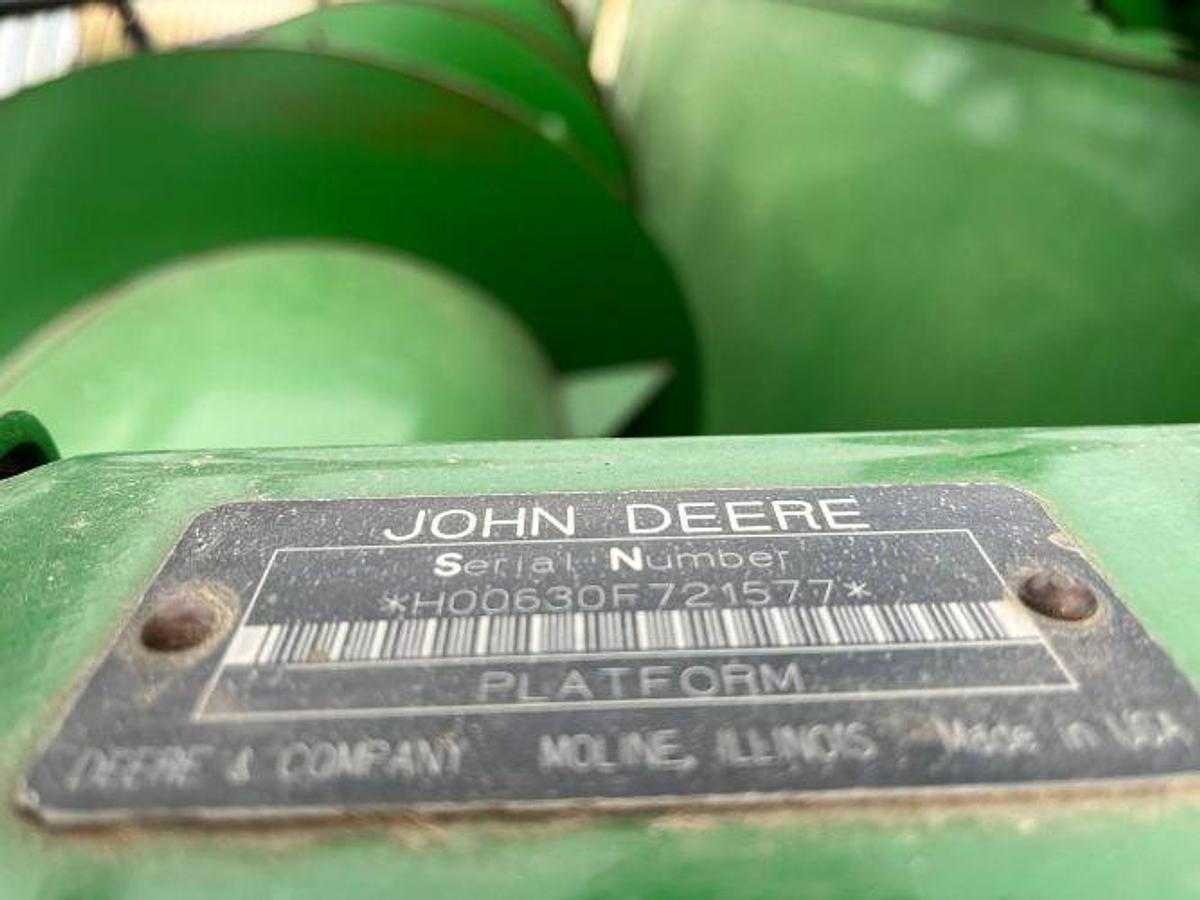 JOHN DEERE
Serial Number
*H00630F721577*
PLATFORM
DEERE & COMPANY MOLINE, ILLINOIS Made in USA